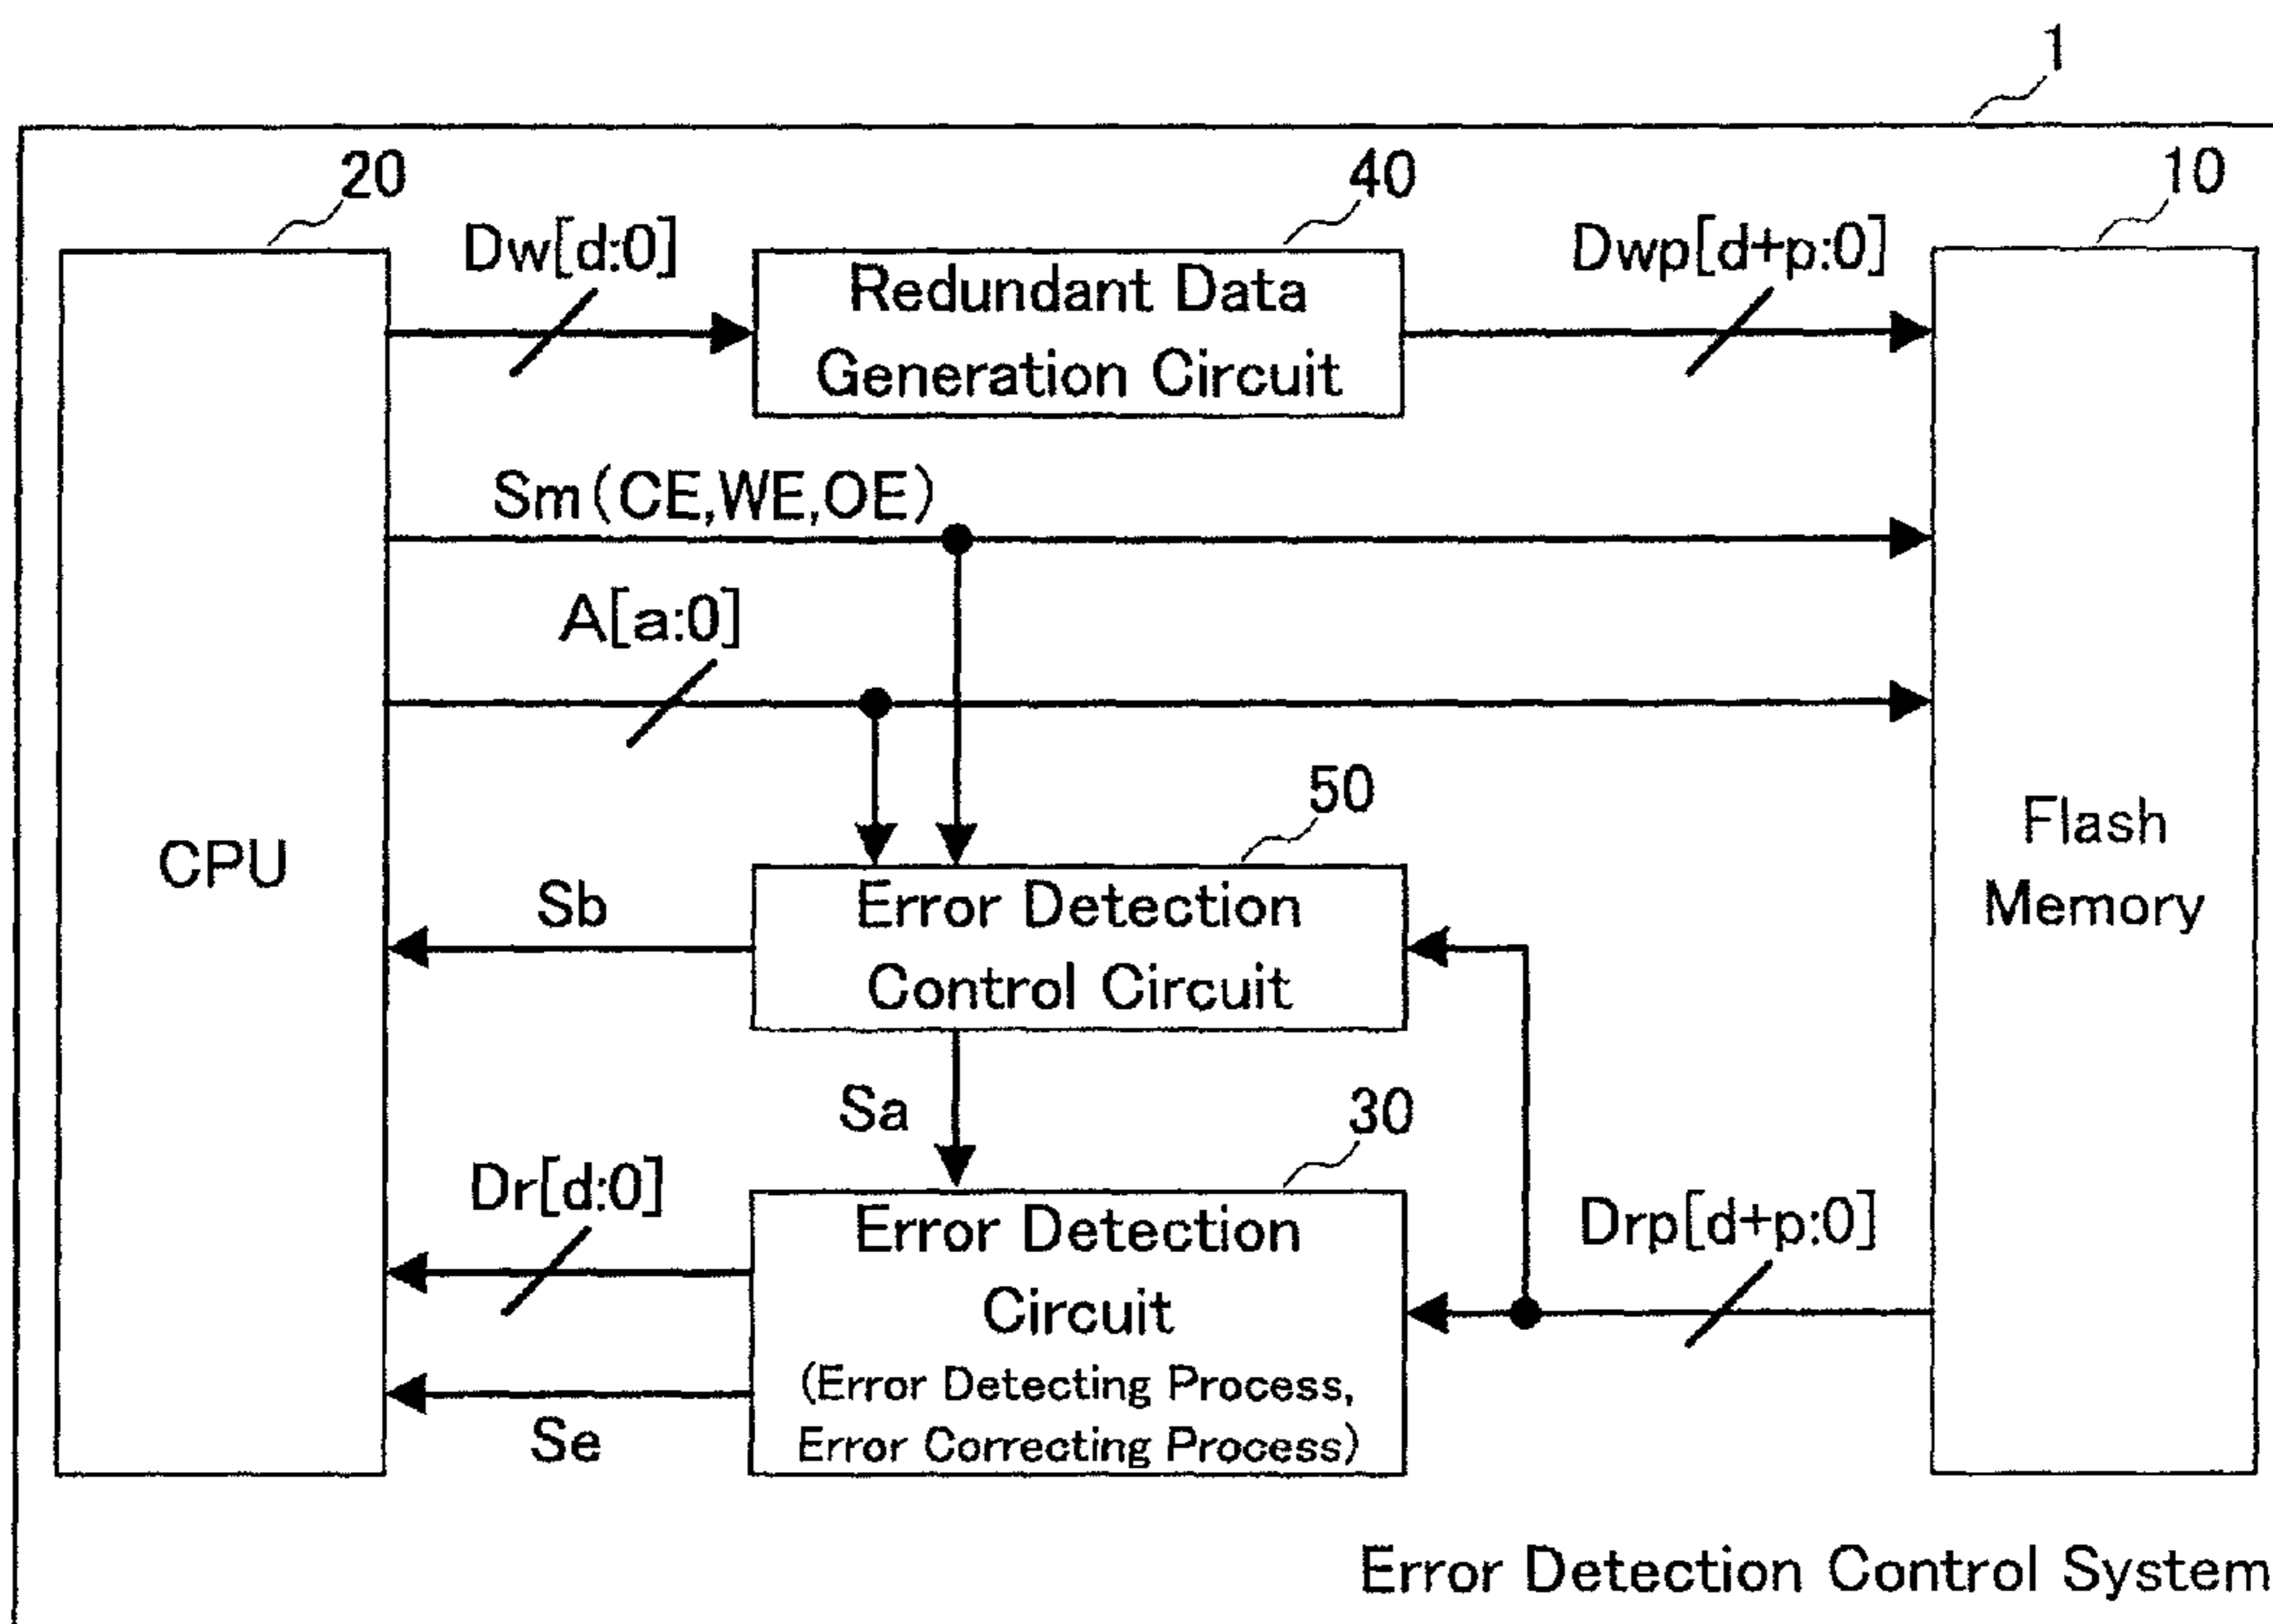 1
20
40
10
Dw[d:0]
Dwp[d+p:0]
Redundant Data
Generation Circuit
Sm(CE,WE,OE)
A[a:0]
50
CPU
Flash
Memory
Sb
Error Detection
Control Circuit
Sa
30
Dr[d:0]
Drp[d+p:0]
Error Detection
Circuit
(Error Detecting Process,
Error Correcting Process)
Se
Error Detection Control System